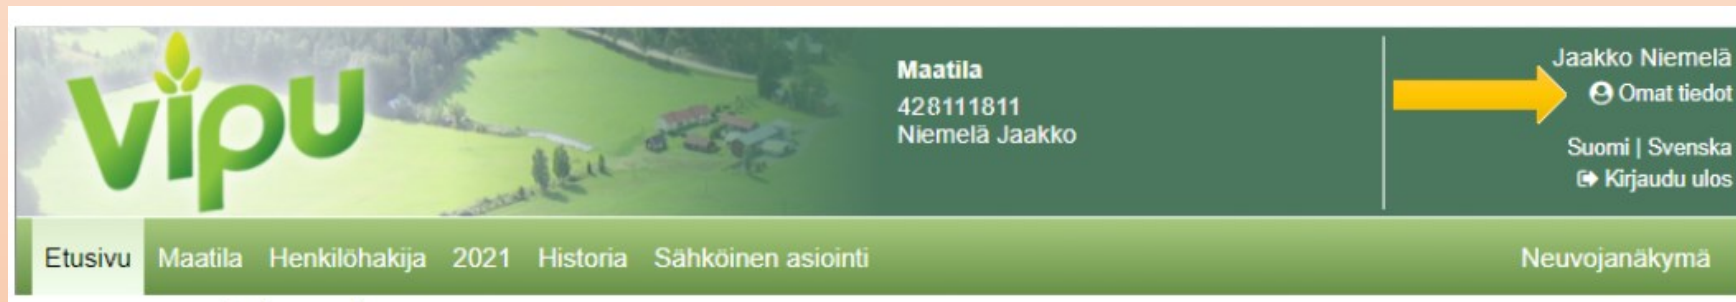 Vipu
Maatila
428111811
Niemelä Jaakko
Jaakko Niemelä
Omat tiedot
Suomi | Svenska
Kirjaudu ulos
Etusivu Maatila Henkilöhakija 2021 Historia Sähköinen asiointi Neuvojanäkymä